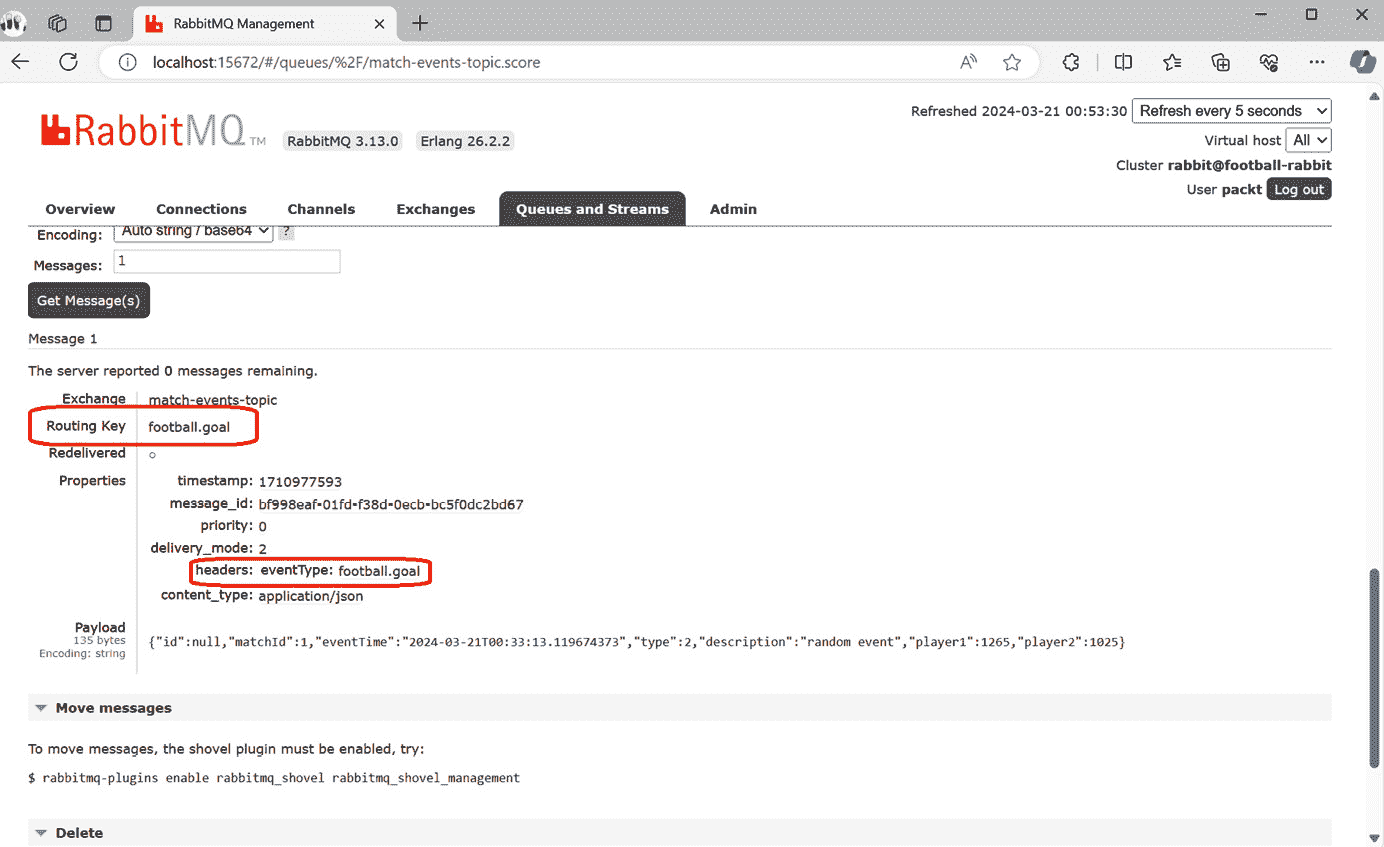 RabbitMQ Management
localhost:15672/#/queues/%2F/match-events-topic.score
Refreshed 2024-03-21 00:53:30 Refresh every 5 seconds
RabbitMQ TM RabbitMQ 3.13.0 Erlang 26.2.2
Virtual host All
Cluster rabbit@football-rabbit
User packt Log out
Overview Connections Channels Exchanges Queues and Streams Admin
Encoding: Auto string / base64 ?
Messages: 1
Get Message(s)
Message 1
The server reported 0 messages remaining.
Exchange match-events-topic
Routing Key football.goal
Redelivered ○
Properties timestamp: 1710977593
message_id: bf998eaf-01fd-f38d-0ecb-bc5f0dc2bd67
priority: 0
delivery_mode: 2
headers: eventType: football.goal
content_type: application/json
Payload
135 bytes
Encoding: string
{"id":null,"matchId":1,"eventTime":"2024-03-21T00:33:13.119674373","type":2,"description":"random event","player1":1265,"player2":1025}
Move messages
To move messages, the shovel plugin must be enabled, try:
$ rabbitmq-plugins enable rabbitmq_shovel rabbitmq_shovel_management
Delete